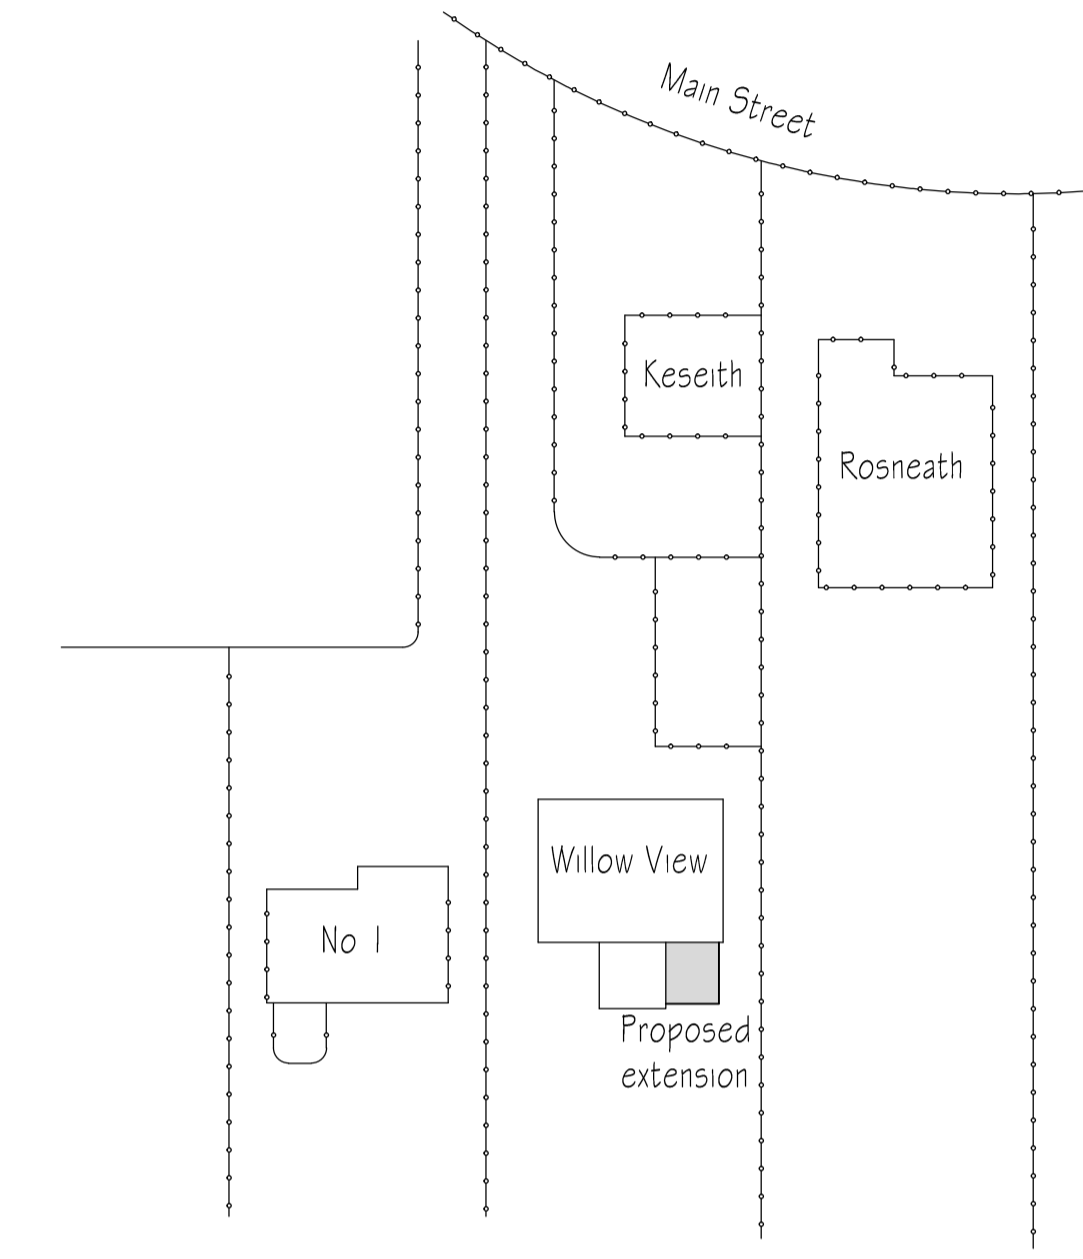 Main Street
Keseith
Rosneath
Willow View
No 1
Proposed
extension